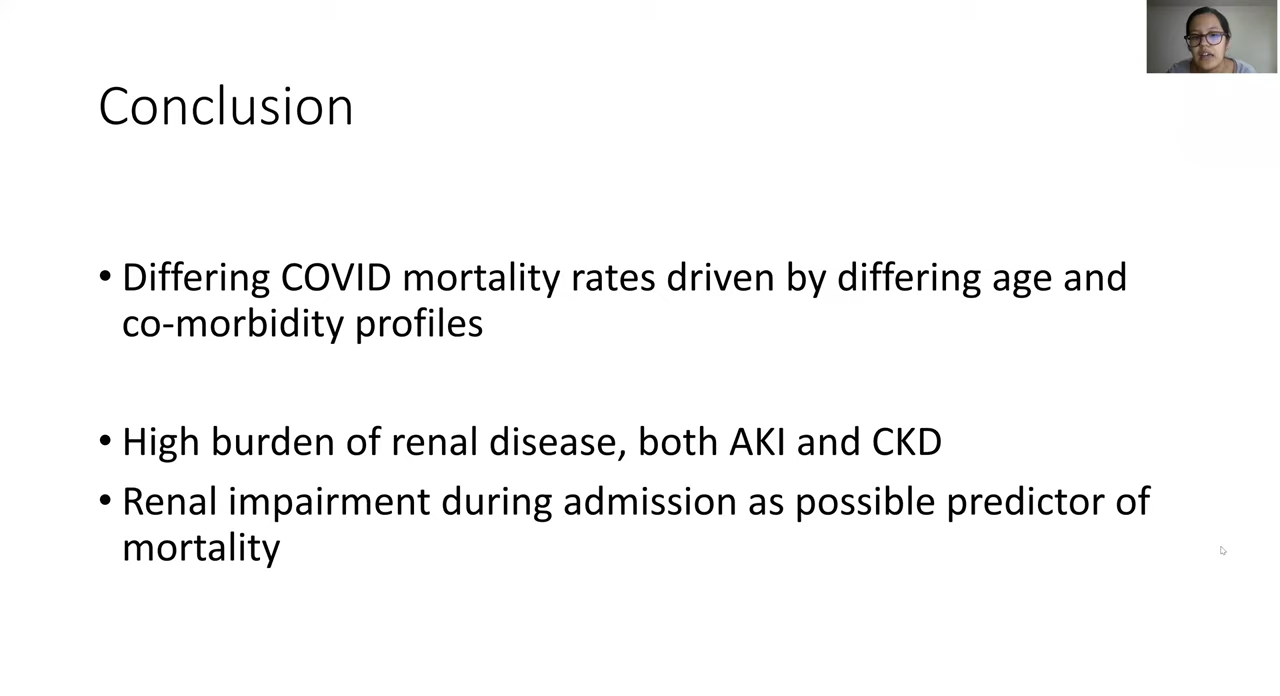 Conclusion
• Differing COVID mortality rates driven by differing age and
co-morbidity profiles
• High burden of renal disease, both AKI and CKD
• Renal impairment during admission as possible predictor of
mortality